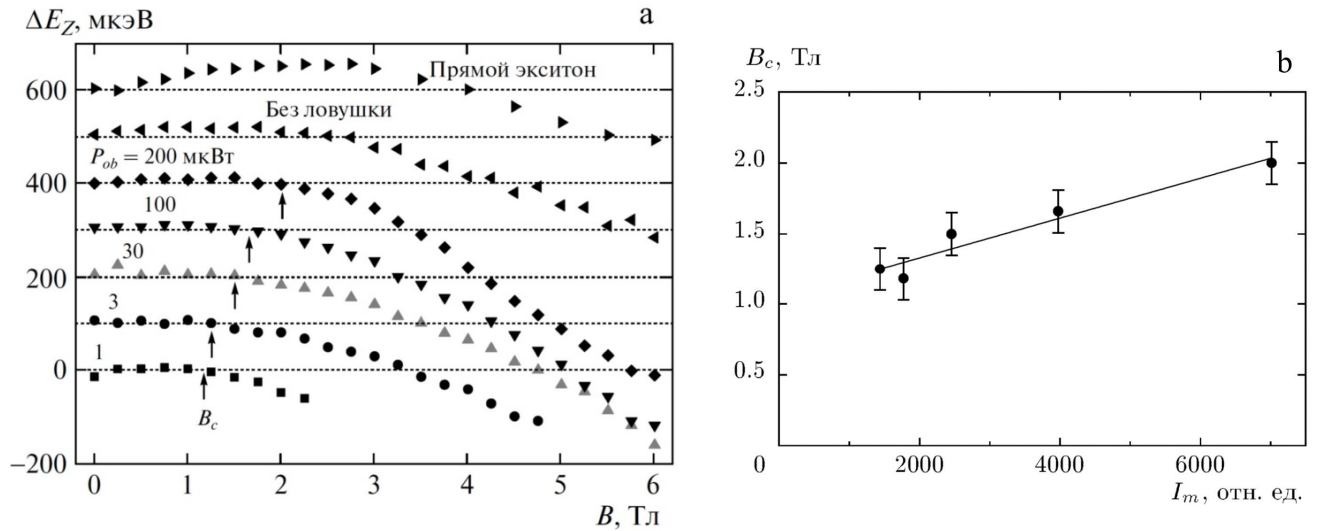 ΔE_Z, мкэВ
a
600
Прямой экситон
Без ловушки
P_ob = 200 мкВт
400
100
30
200
3
1
0
B_c
−200
0 1 2 3 4 5 6
B, Тл
B_c, Тл
b
2.5
2.0
1.5
1.0
0.5
0 2000 4000 6000
I_m, отн. ед.